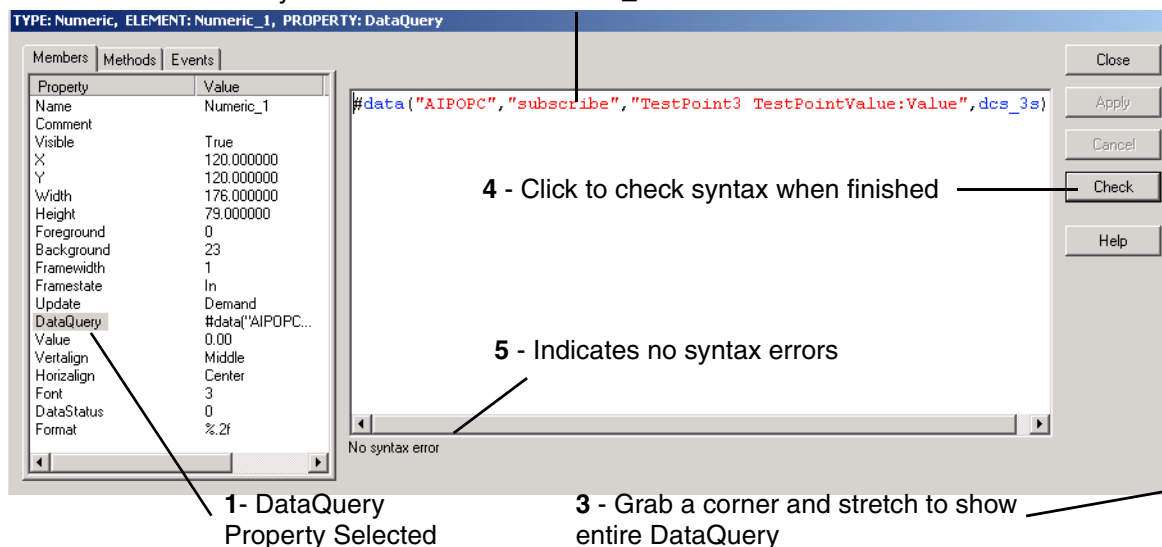 TYPE: Numeric, ELEMENT: Numeric_1, PROPERTY: DataQuery
Members Methods Events
Property Value
Name Numeric_1
Comment
Visible True
X 120.000000
Y 120.000000
Width 176.000000
Height 79.000000
Foreground 0
Background 23
Framewidth 1
Framestate In
Update Demand
DataQuery #data("AIPOPC...
Value 0.00
Vertalign Middle
Horizalign Center
Font 3
DataStatus 0
Format %.2f
#data("AIPOPC","subscribe","TestPoint3 TestPointValue:Value",dcs_3s)
Close
Apply
Cancel
Check
Help
4 - Click to check syntax when finished
5 - Indicates no syntax errors
No syntax error
1- DataQuery
Property Selected
3 - Grab a corner and stretch to show
entire DataQuery